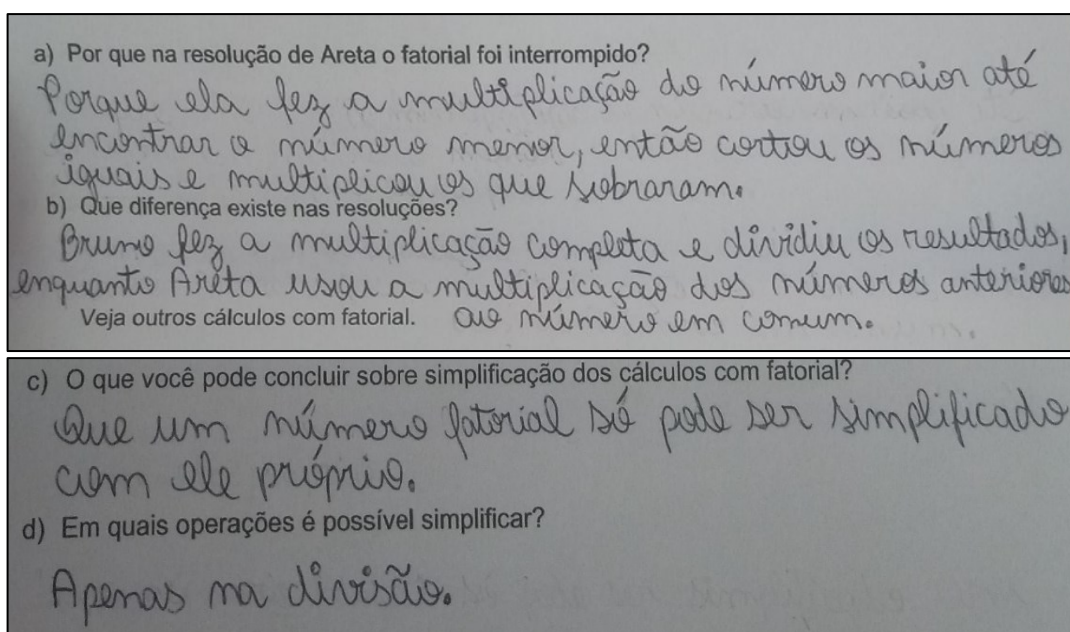 a) Por que na resolução de Areta o fatorial foi interrompido?
Porque ela fez a multiplicação do número maior até
encontrar o número menor, então cortou os números
iguais e multiplicou os que sobraram.
b) Que diferença existe nas resoluções?
Bruno fez a multiplicação completa e dividiu os resultados,
enquanto Areta usou a multiplicação dos números anteriores
ao número em comum.
Veja outros cálculos com fatorial.
c) O que você pode concluir sobre simplificação dos cálculos com fatorial?
Que um número fatorial só pode ser simplificado
com ele próprio.
d) Em quais operações é possível simplificar?
Apenas na divisão.